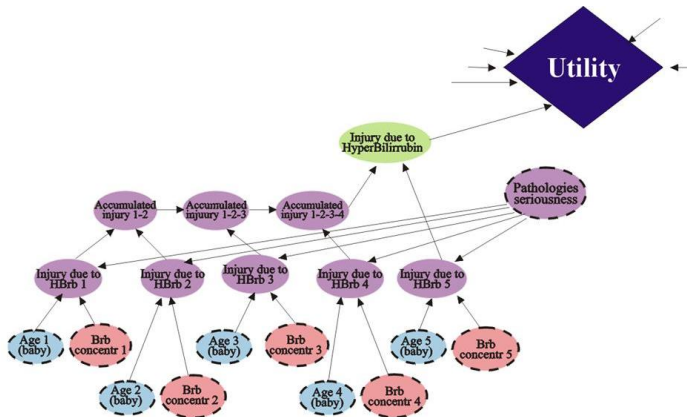 Utility
Injury due to
HyperBilirrubin
Pathologies
seriousness
Accumulated
injury 1-2
Accumulated
injuury 1-2-3
Accumulated
injury 1-2-3-4
Injury due to
HBrb 1
Injury due to
HBrb 2
Injury due to
HBrb 3
Injury due to
HBrb 4
Injury due to
HBrb 5
Age 1
(baby)
Brb
concentr 1
Age 3
(baby)
Brb
concentr 3
Age 5
(baby)
Brb
concentr 5
Age 2
(baby)
Brb
concentr 2
Age 4
(baby)
Brb
concentr 4